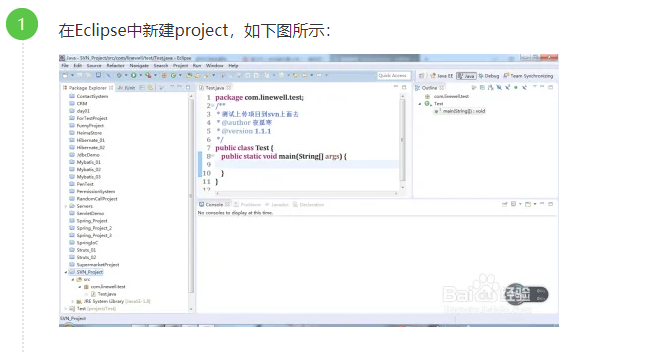 1
在Eclipse中新建project，如下图所示：
Java - SVN_Project/src/com/linewell/test/Test.java - Eclipse
File Edit Source Refactor Navigate Search Project Run Window Help
Quick Access
Java EE
Java
Debug
Team Synchronizing
Package Explorer
ContactSystem
CRM
day01
ForTestProject
FunnyProject
HeimaStore
Hibernate_01
Hibernate_02
JdbcDemo
Mybatis_01
Mybatis_02
Mybatis_03
PenTest
PermissionSystem
RandomCallProject
Servers
ServletDemo
Spring_Project
Spring_Project_2
Spring_Project_3
SpringIoC
Struts_01
Struts_02
SupermarketProject
SVN_Project
src
com.linewell.test
Test.java
JRE System Library
Test
SVN_Project
Test.java
1 package com.linewell.test;
2 /**
3 * 测试上传项目到svn上面去
4 * @author
5 * @version 1.1.1
6 */
7 public class Test {
8 public static void main(String[] args) {
9
10 }
11 }
12
Outline
com.linewell.test
Test
main(String[]) : void
Console
Problems
Javadoc
Declaration
No consoles to display at this time.
Baidu 经验